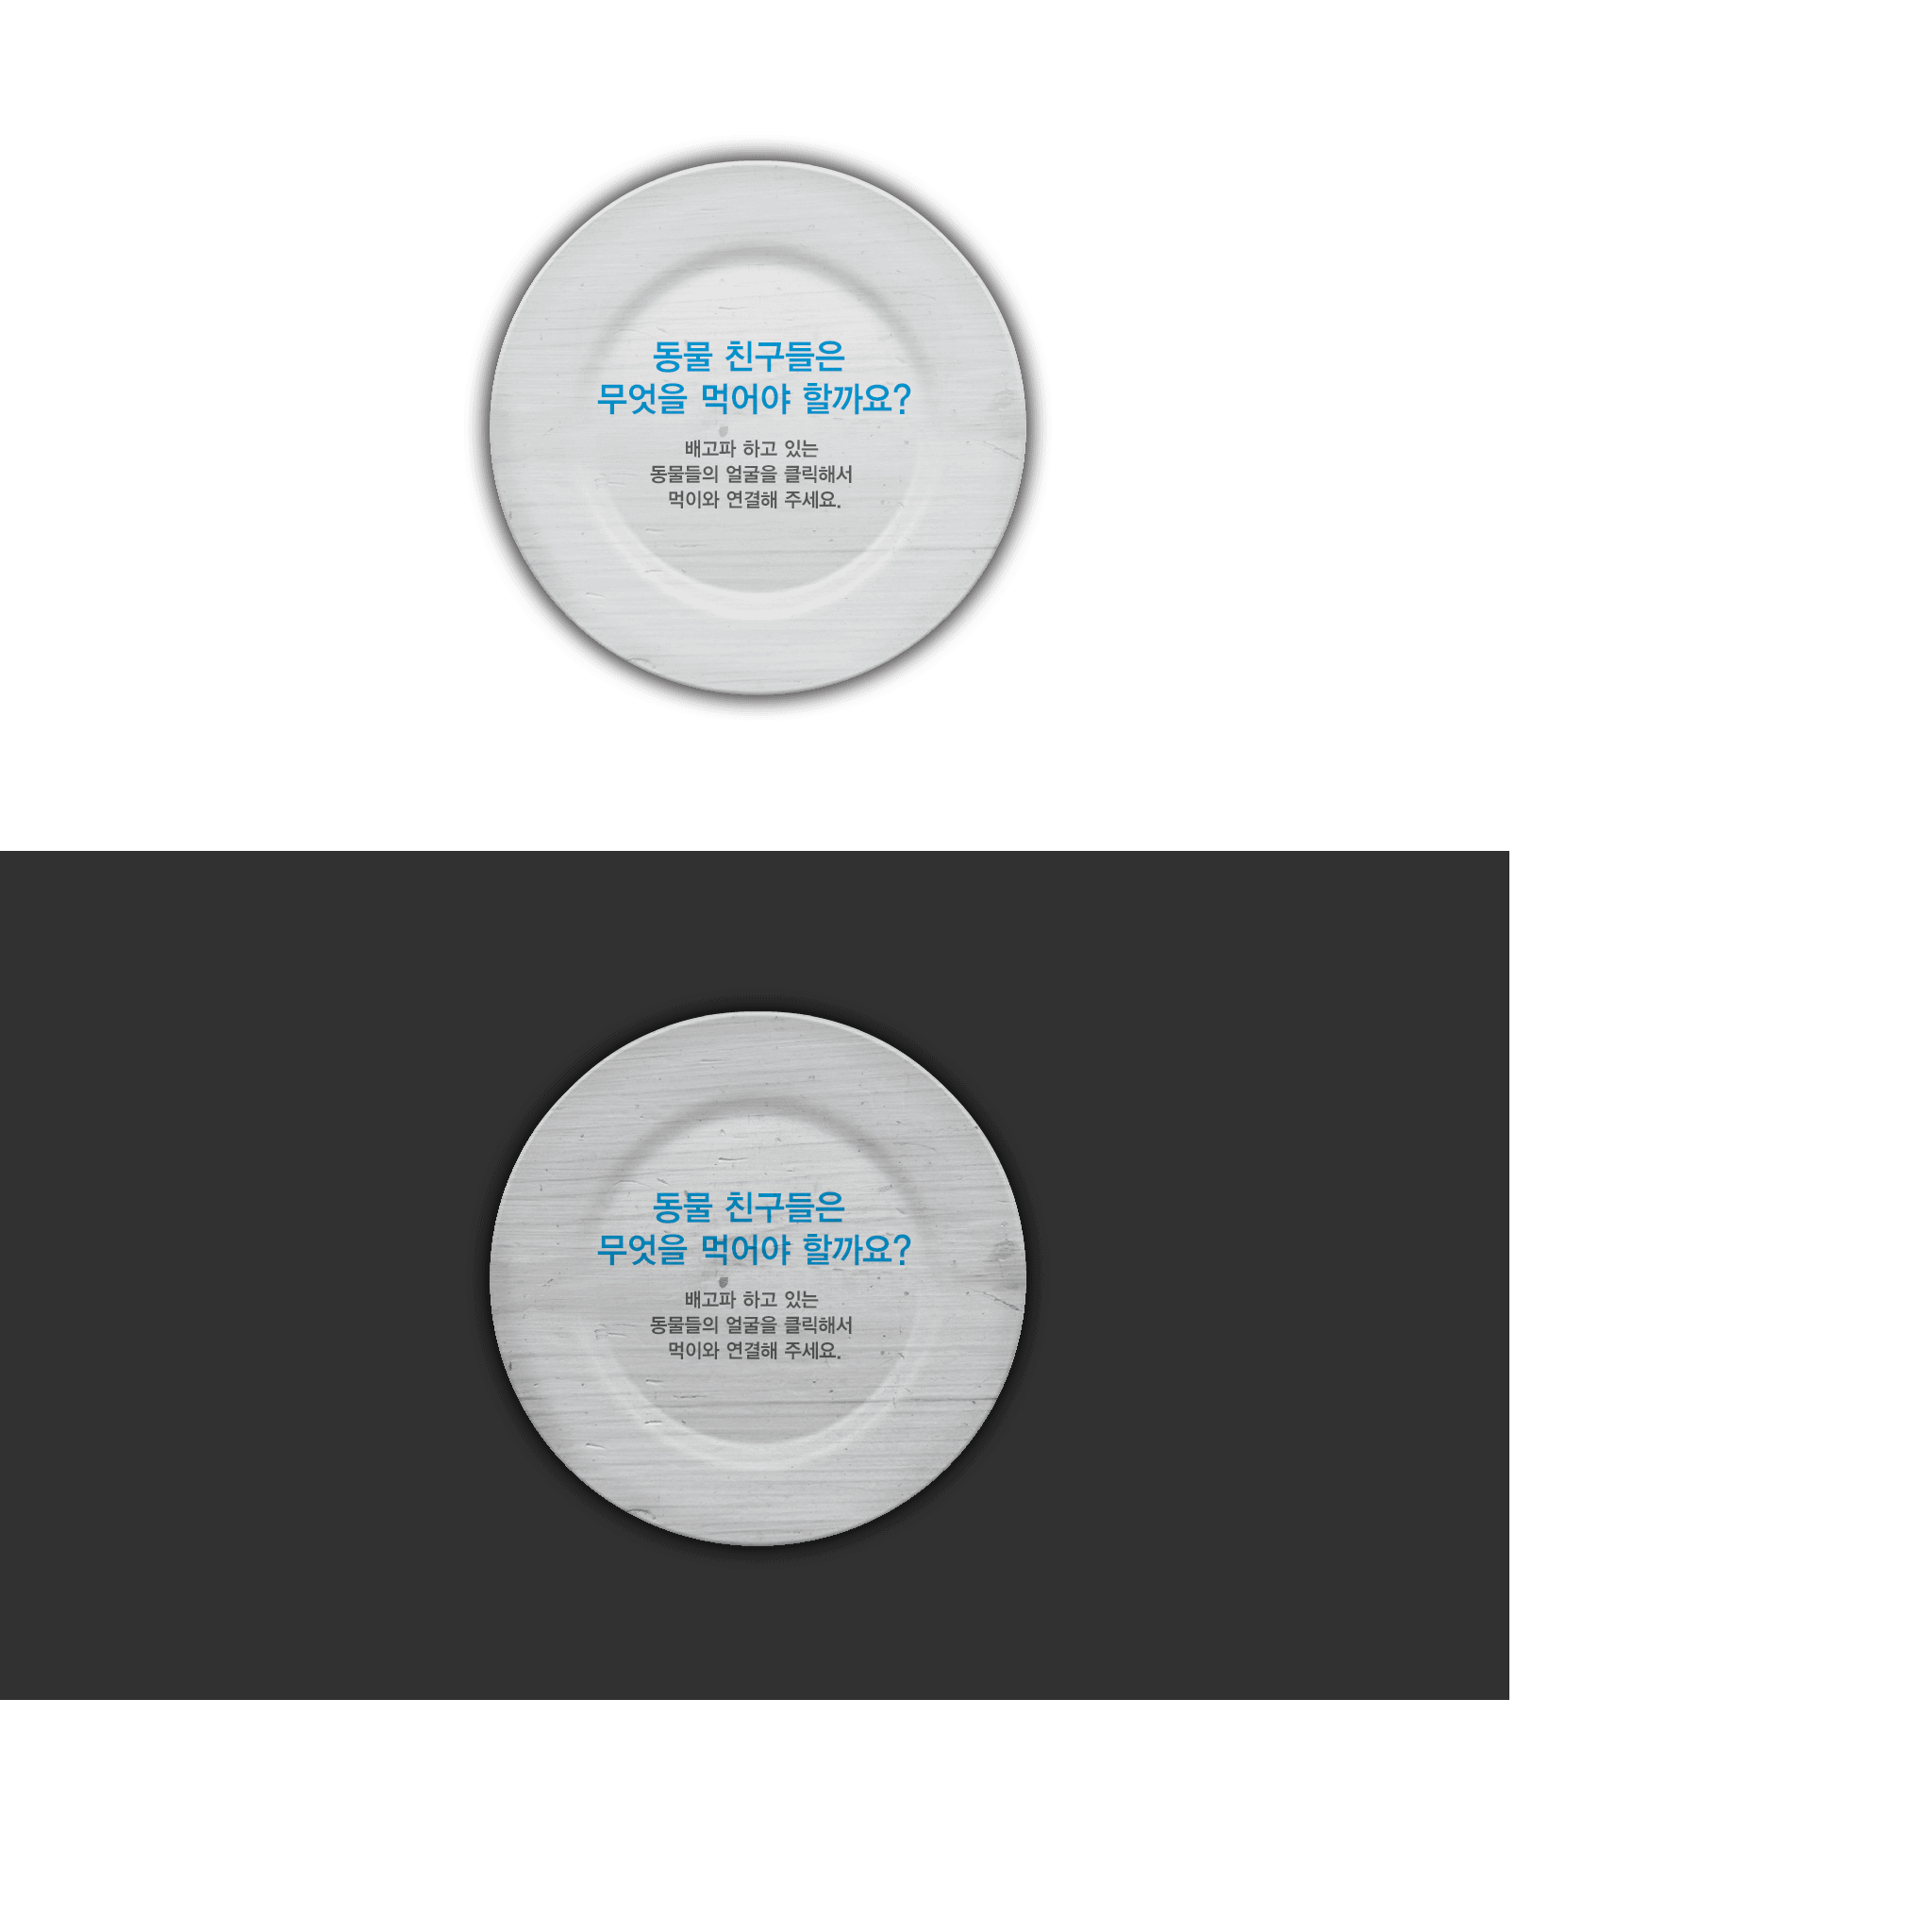 동물 친구들은
무엇을 먹어야 할까요?
배고파 하고 있는
동물들의 얼굴을 클릭해서
먹이와 연결해 주세요.
동물 친구들은
무엇을 먹어야 할까요?
배고파 하고 있는
동물들의 얼굴을 클릭해서
먹이와 연결해 주세요.